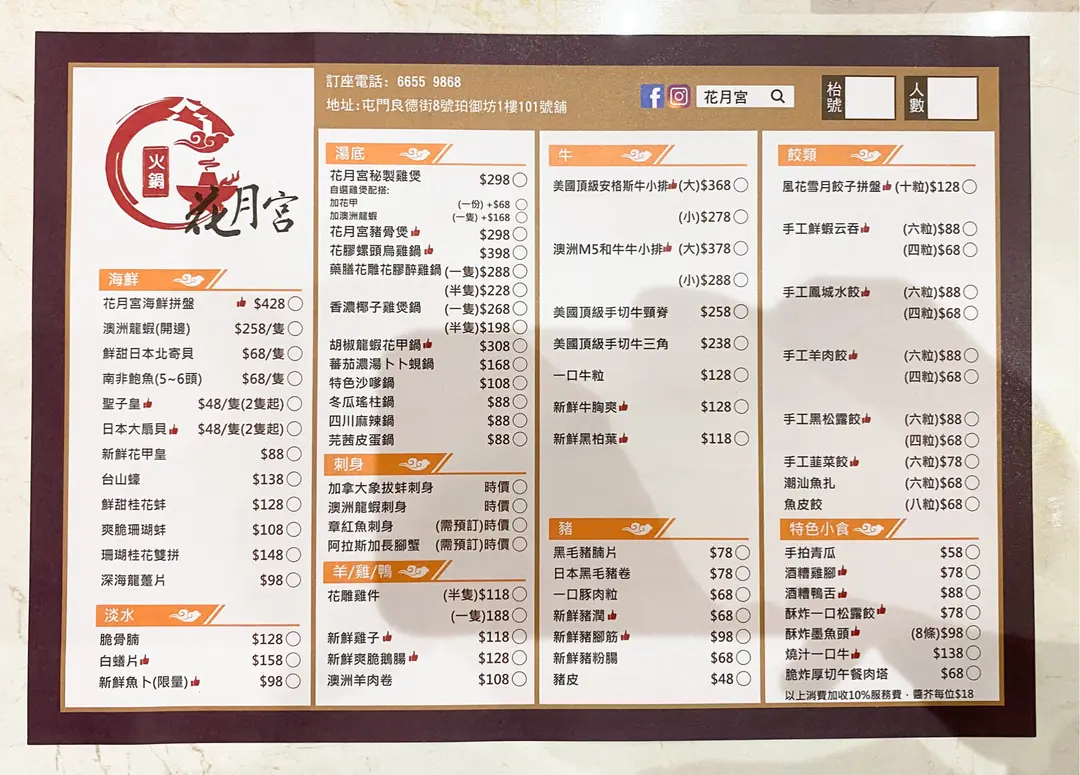 訂座電話: 6655 9868
地址:屯門良德街8號珀御坊1樓101號舖
花月宮
枱號
人數
火鍋
花月宮
海鮮
花月宮海鮮拼盤 $428
澳洲龍蝦(開邊) $258/隻
鮮甜日本北寄貝 $68/隻
南非鮑魚(5~6頭) $68/隻
聖子皇 $48/隻(2隻起)
日本大扇貝 $48/隻(2隻起)
新鮮花甲皇 $88
台山蠔 $138
鮮甜桂花蚌 $128
爽脆珊瑚蚌 $108
珊瑚桂花雙拼 $148
深海龍躉片 $98
淡水
脆骨腩 $128
白鱔片 $158
新鮮魚卜(限量) $98
湯底
花月宮秘製雞煲 $298
自選雞煲配搭:
加花甲 (一份) +$68
加澳洲龍蝦 (一隻) +$168
花月宮豬骨煲 $298
花膠螺頭烏雞鍋 $398
藥膳花雕花膠醉雞鍋 (一隻)$288
(半隻)$228
香濃椰子雞煲鍋 (一隻)$268
(半隻)$198
胡椒龍蝦花甲鍋 $308
蕃茄濃湯卜卜蜆鍋 $168
特色沙嗲鍋 $108
冬瓜瑤柱鍋 $88
四川麻辣鍋 $88
芫茜皮蛋鍋 $88
刺身
加拿大象拔蚌刺身 時價
澳洲龍蝦刺身 時價
章紅魚刺身 (需預訂)時價
阿拉斯加長腳蟹 (需預訂)時價
羊/雞/鴨
花雕雞件 (半隻)$118
(一隻)188
新鮮雞子 $118
新鮮爽脆鵝腸 $128
澳洲羊肉卷 $108
牛
美國頂級安格斯牛小排 (大)$368
(小)$278
澳洲M5和牛牛小排 (大)$378
(小)$288
美國頂級手切牛頸脊 $258
美國頂級手切牛三角 $238
一口牛粒 $128
新鮮牛胸爽 $128
新鮮黑柏葉 $118
豬
黑毛豬腩片 $78
日本黑毛豬卷 $78
一口豚肉粒 $68
新鮮豬潤 $68
新鮮豬腳筋 $98
新鮮豬粉腸 $68
豬皮 $48
餃類
風花雪月餃子拼盤 (十粒)$128
手工鮮蝦云吞 (六粒)$88
(四粒)$68
手工鳳城水餃 (六粒)$88
(四粒)$68
手工羊肉餃 (六粒)$88
(四粒)$68
手工黑松露餃 (六粒)$88
(四粒)$68
手工韮菜餃 (六粒)$78
潮汕魚扎 (六粒)$68
魚皮餃 (八粒)$68
特色小食
手拍青瓜 $58
酒糟雞腳 $78
酒糟鴨舌 $88
酥炸一口松露餃 $78
酥炸墨魚頭 (8條)$98
燒汁一口牛 $138
脆炸厚切午餐肉塔 $68
以上消費加收10%服務費·醬芥每位$18